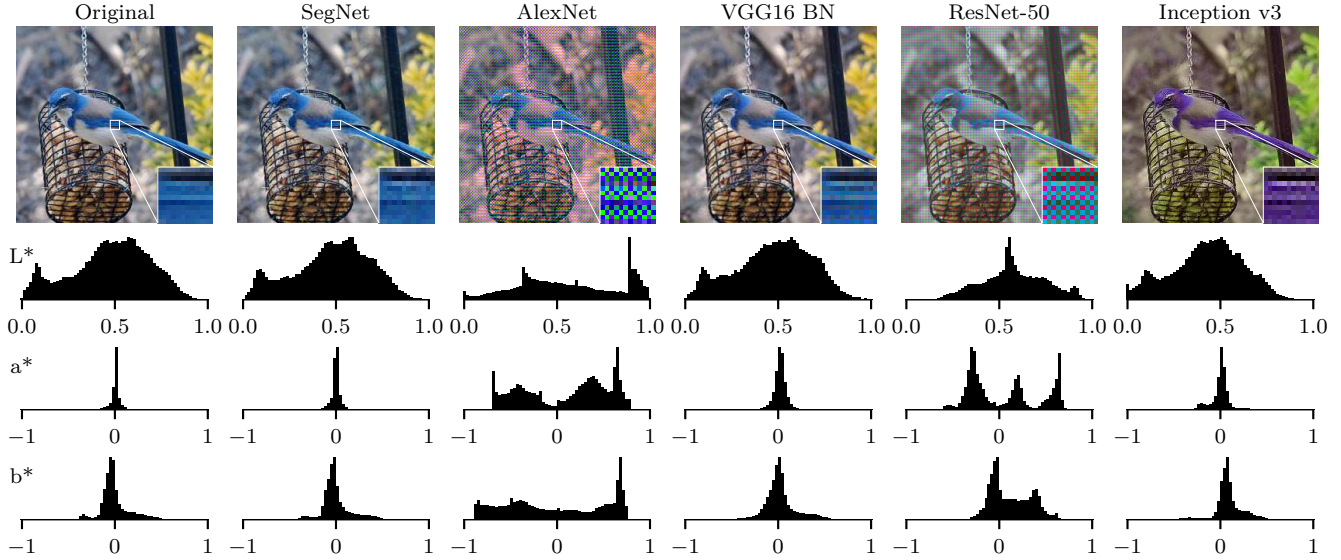 Original SegNet AlexNet VGG16 BN ResNet-50 Inception v3
L*
0.0 0.5 1.0 0.0 0.5 1.0 0.0 0.5 1.0 0.0 0.5 1.0 0.0 0.5 1.0 0.0 0.5 1.0
a*
−1 0 1 −1 0 1 −1 0 1 −1 0 1 −1 0 1 −1 0 1
b*
−1 0 1 −1 0 1 −1 0 1 −1 0 1 −1 0 1 −1 0 1